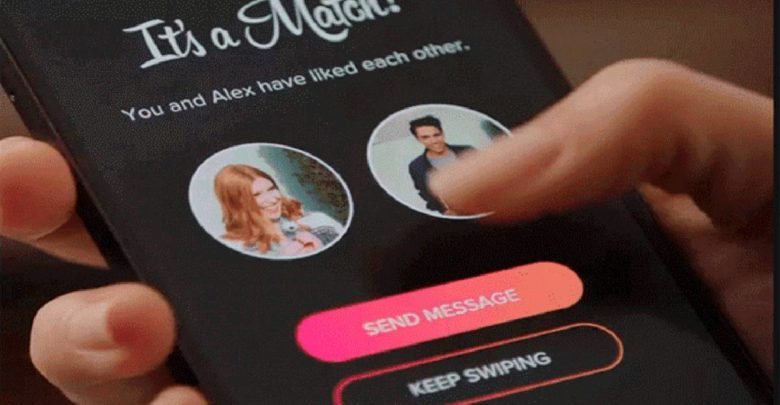 It's a Match!
You and Alex have liked each other.
SEND MESSAGE
KEEP SWIPING